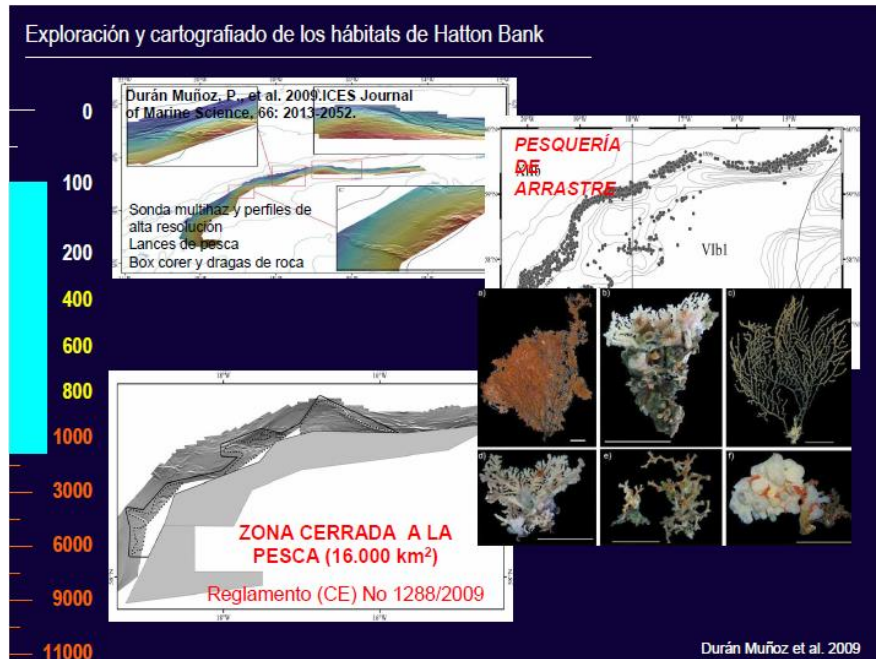 Exploración y cartografiado de los hábitats de Hatton Bank
0
100
200
400
600
800
1000
3000
6000
9000
11000
Durán Muñoz, P., et al. 2009.ICES Journal
of Marine Science, 66: 2013-2052.
Sonda multihaz y perfiles de
alta resolución
Lances de pesca
Box corer y dragas de roca
PESQUERÍA
DE
ARRASTRE
VIb1
a)
b)
c)
d)
e)
f)
ZONA CERRADA A LA
PESCA (16.000 km²)
Reglamento (CE) No 1288/2009
Durán Muñoz et al. 2009